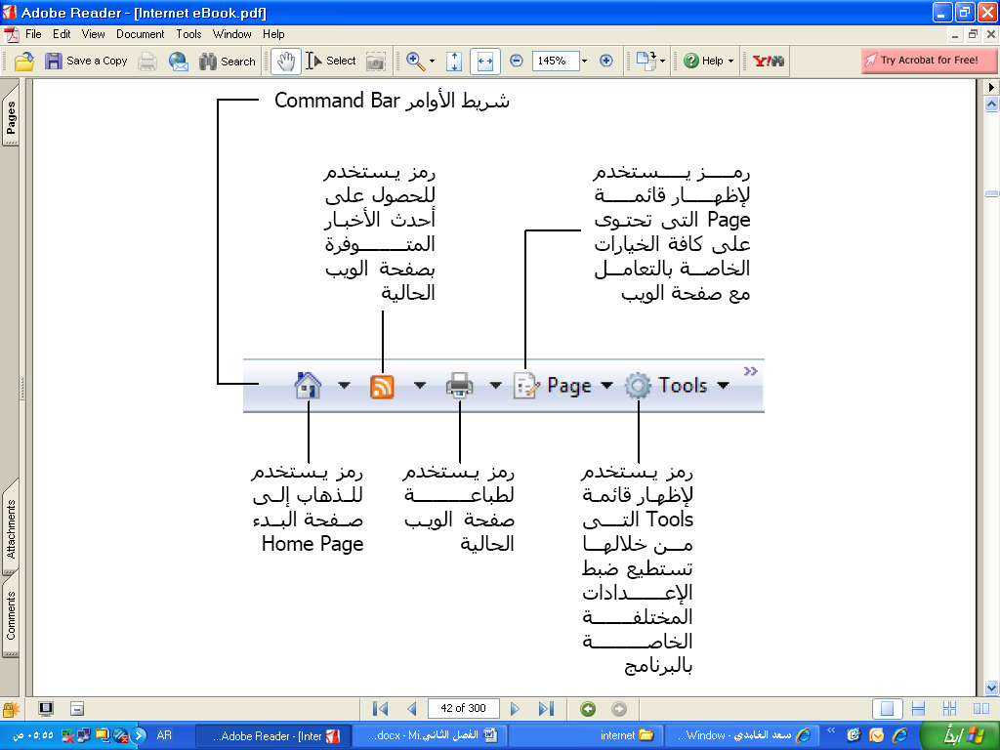 Adobe Reader - [Internet eBook.pdf]
File Edit View Document Tools Window Help
Save a Copy Search Select 145% Help Y! Try Acrobat for Free!
Pages
Attachments
Comments
شريط الأوامر Command Bar
رمز يستخدم
للحصول على
أحدث الأخبار
المتوفرة
بصفحة الويب
الحالية
رمز يستخدم
لإظهار قائمة
Page التى تحتوى
على كافة الخيارات
الخاصة بالتعامل
مع صفحة الويب
Page Tools »
رمز يستخدم
للذهاب إلى
صفحة البدء
Home Page
رمز يستخدم
لطباعة
صفحة الويب
الحالية
رمز يستخدم
لإظهار قائمة
Tools التى
من خلالها
تستطيع ضبط
الإعدادات
المختلفة
الخاصة
بالبرنامج
42 of 300
ابدأ
سعد الغامدي - Window...
internet
الفصل الثاني.docx - Mi...
Adobe Reader - [Inter...
AR
٠٥:٥٥ ص